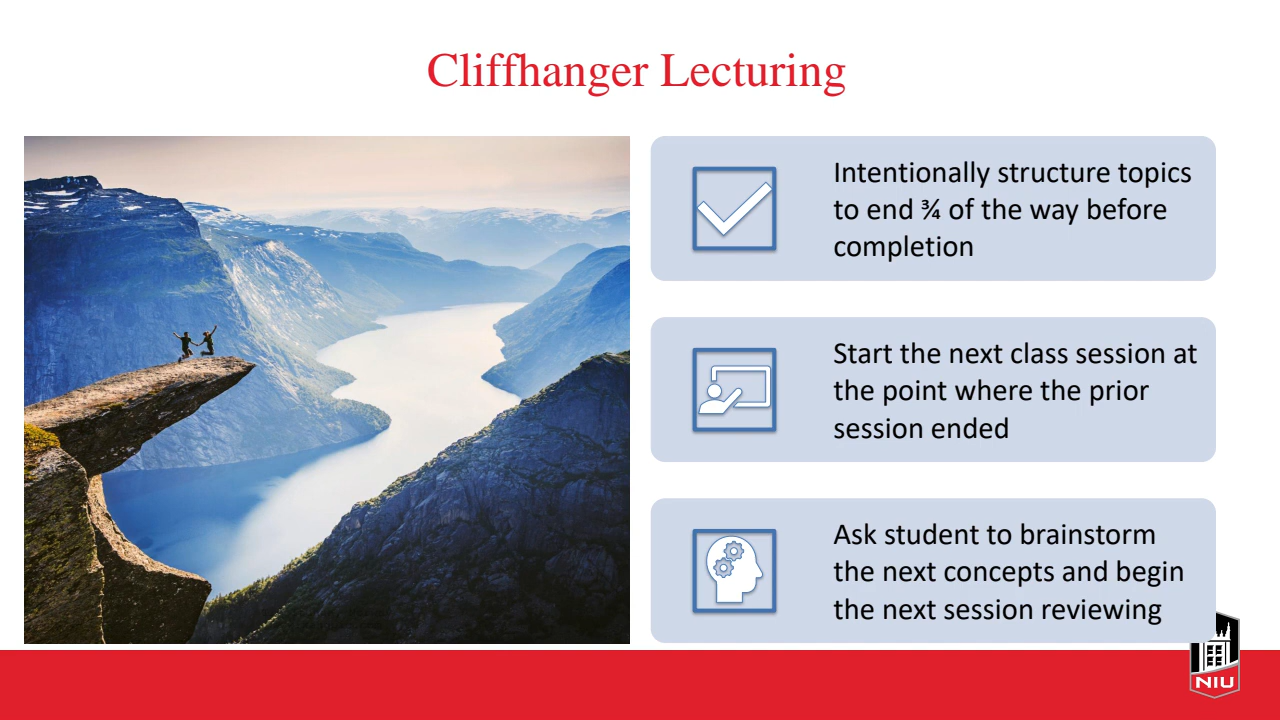 Cliffhanger Lecturing
Intentionally structure topics
to end ¾ of the way before
completion
Start the next class session at
the point where the prior
session ended
Ask student to brainstorm
the next concepts and begin
the next session reviewing
NIU